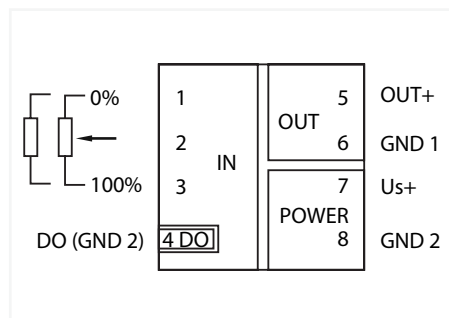 0%
1
5
OUT+
OUT
2
6
GND 1
IN
100%
3
7
Us+
POWER
DO (GND 2)
4 DO
8
GND 2